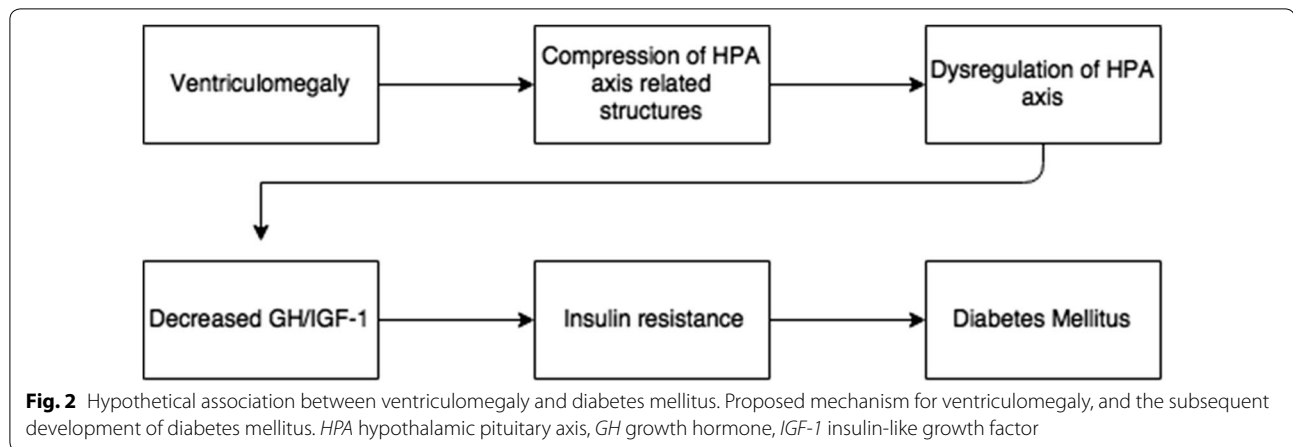 Ventriculomegaly
Compression of HPA
axis related
structures
Dysregulation of HPA
axis
Decreased GH/IGF-1
Insulin resistance
Diabetes Mellitus
Fig. 2 Hypothetical association between ventriculomegaly and diabetes mellitus. Proposed mechanism for ventriculomegaly, and the subsequent
development of diabetes mellitus. HPA hypothalamic pituitary axis, GH growth hormone, IGF-1 insulin-like growth factor